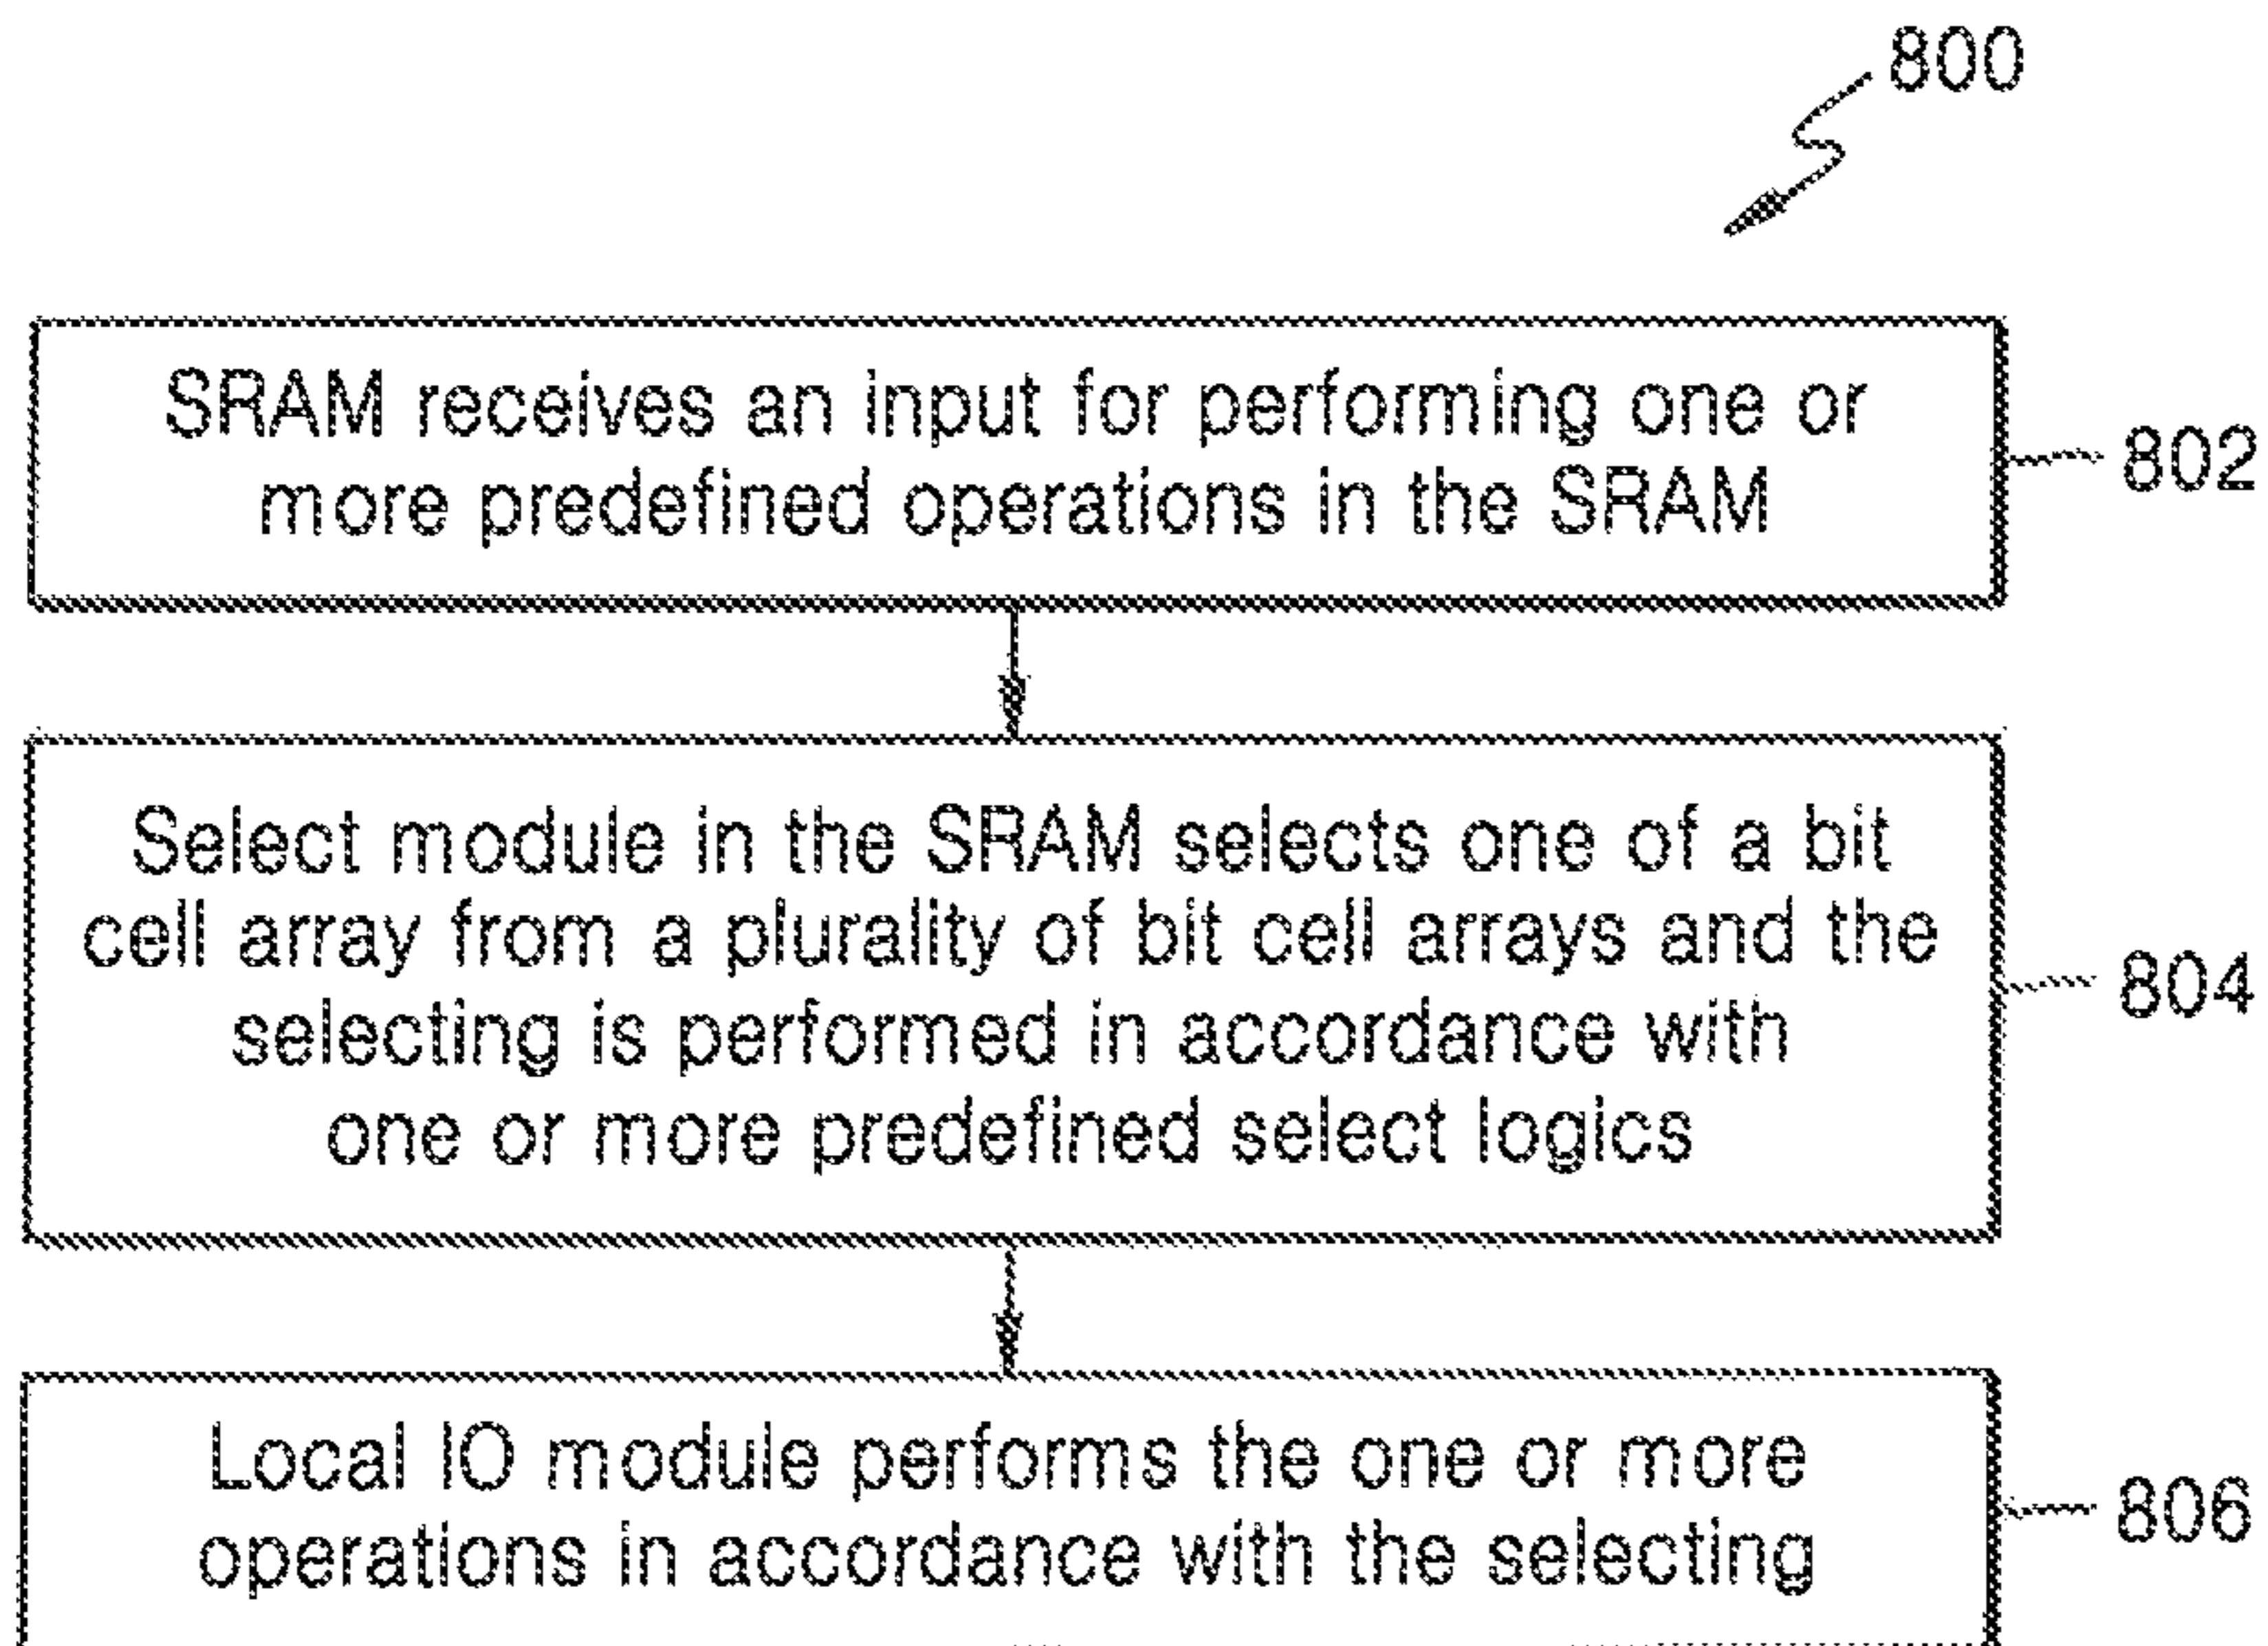 800
SRAM receives an input for performing one or
more predefined operations in the SRAM
802
Select module in the SRAM selects one of a bit
cell array from a plurality of bit cell arrays and the
selecting is performed in accordance with
one or more predefined select logics
804
Local IO module performs the one or more
operations in accordance with the selecting
806